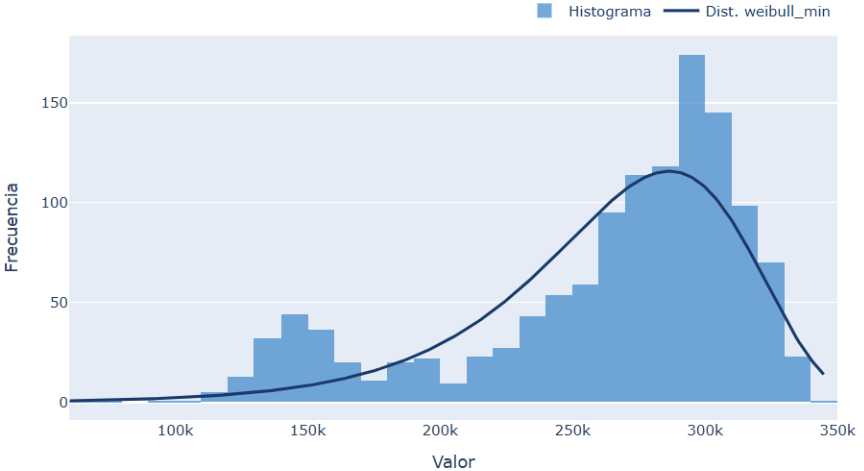 Histograma Dist. weibull_min
150
100
50
0
Frecuencia
100k 150k 200k 250k 300k 350k
Valor